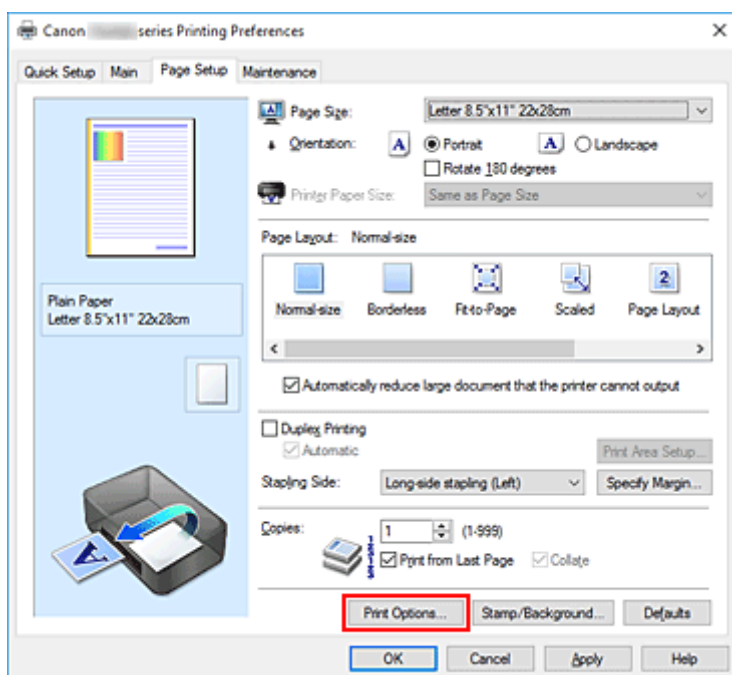 Canon series Printing Preferences
Quick Setup Main Page Setup Maintenance
Page Size: Letter 8.5"x11" 22x28cm
Orientation: A Portrait A Landscape
Rotate 180 degrees
Printer Paper Size: Same as Page Size
Page Layout: Normal-size
Normal-size Borderless Fit-to-Page Scaled 2 Page Layout
Plain Paper
Letter 8.5"x11" 22x28cm
Automatically reduce large document that the printer cannot output
Duplex Printing
Automatic Print Area Setup...
Stapling Side: Long-side stapling (Left) Specify Margin...
Copies: 1 (1-999)
Print from Last Page Collate
A
Print Options... Stamp/Background... Defaults
OK Cancel Apply Help